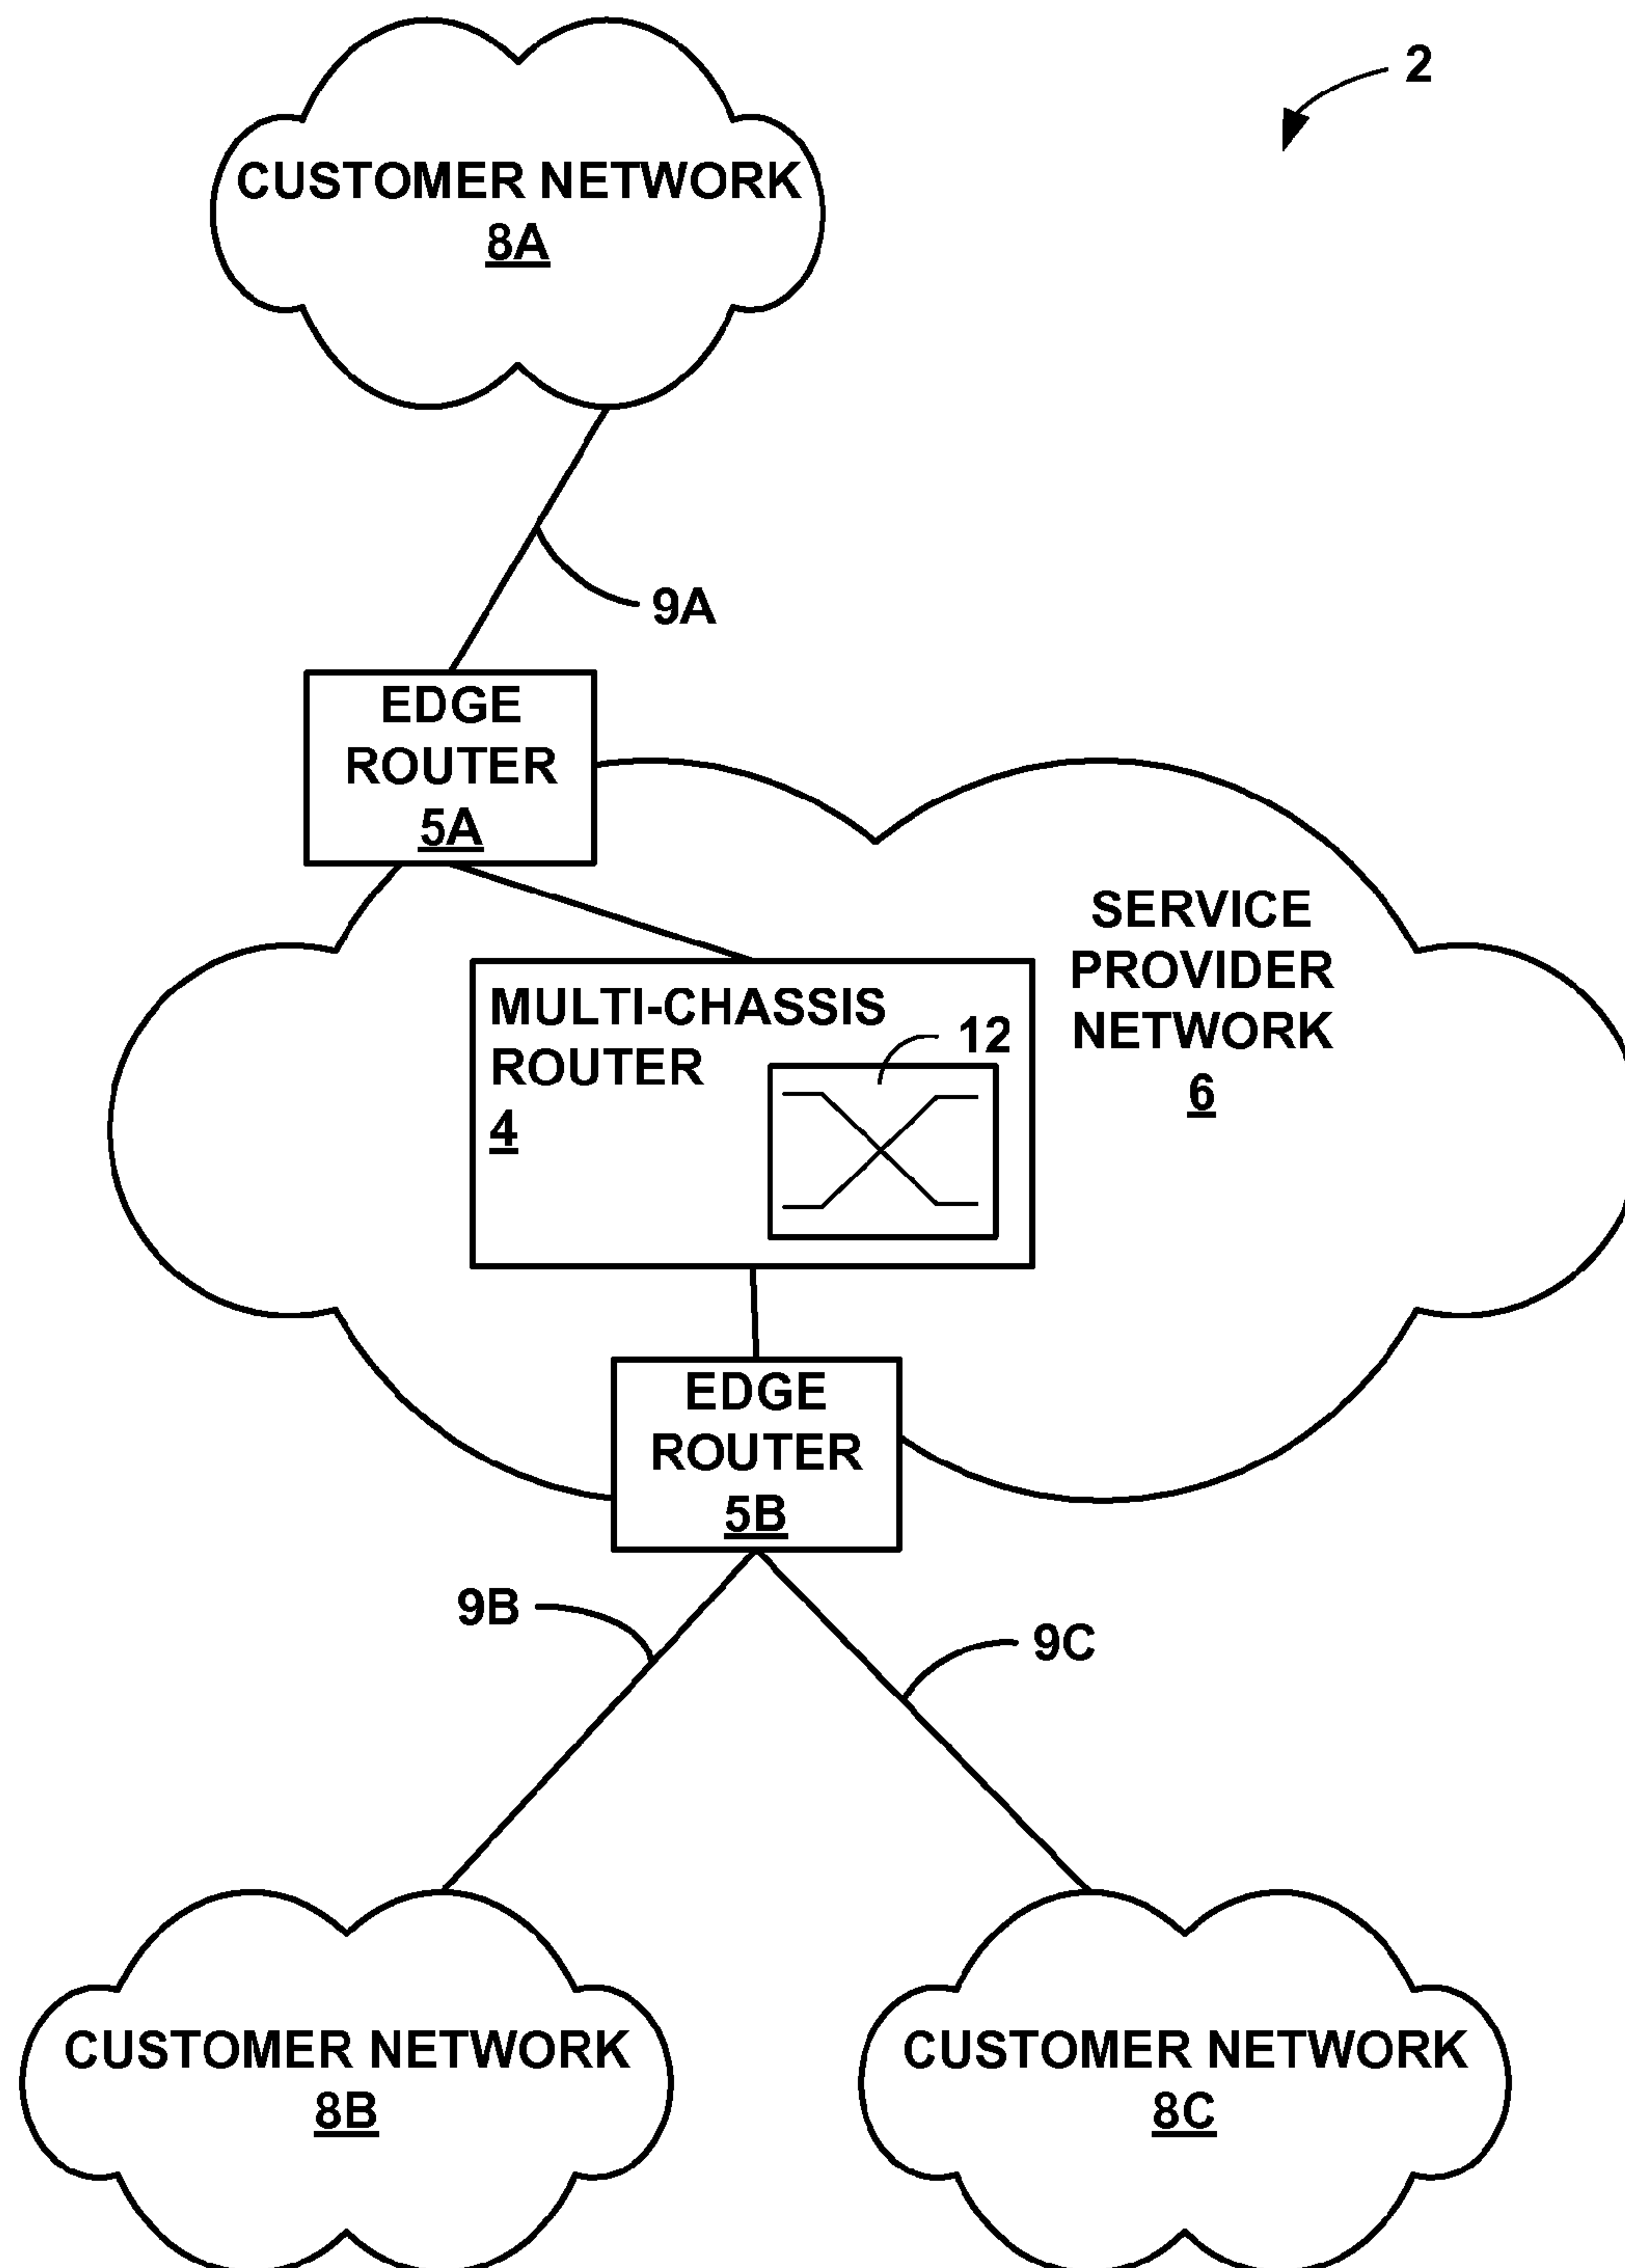 2
CUSTOMER NETWORK
8A
9A
EDGE
ROUTER
5A
SERVICE
PROVIDER
NETWORK
6
MULTI-CHASSIS
ROUTER
4
12
EDGE
ROUTER
5B
9B
9C
CUSTOMER NETWORK
8B
CUSTOMER NETWORK
8C